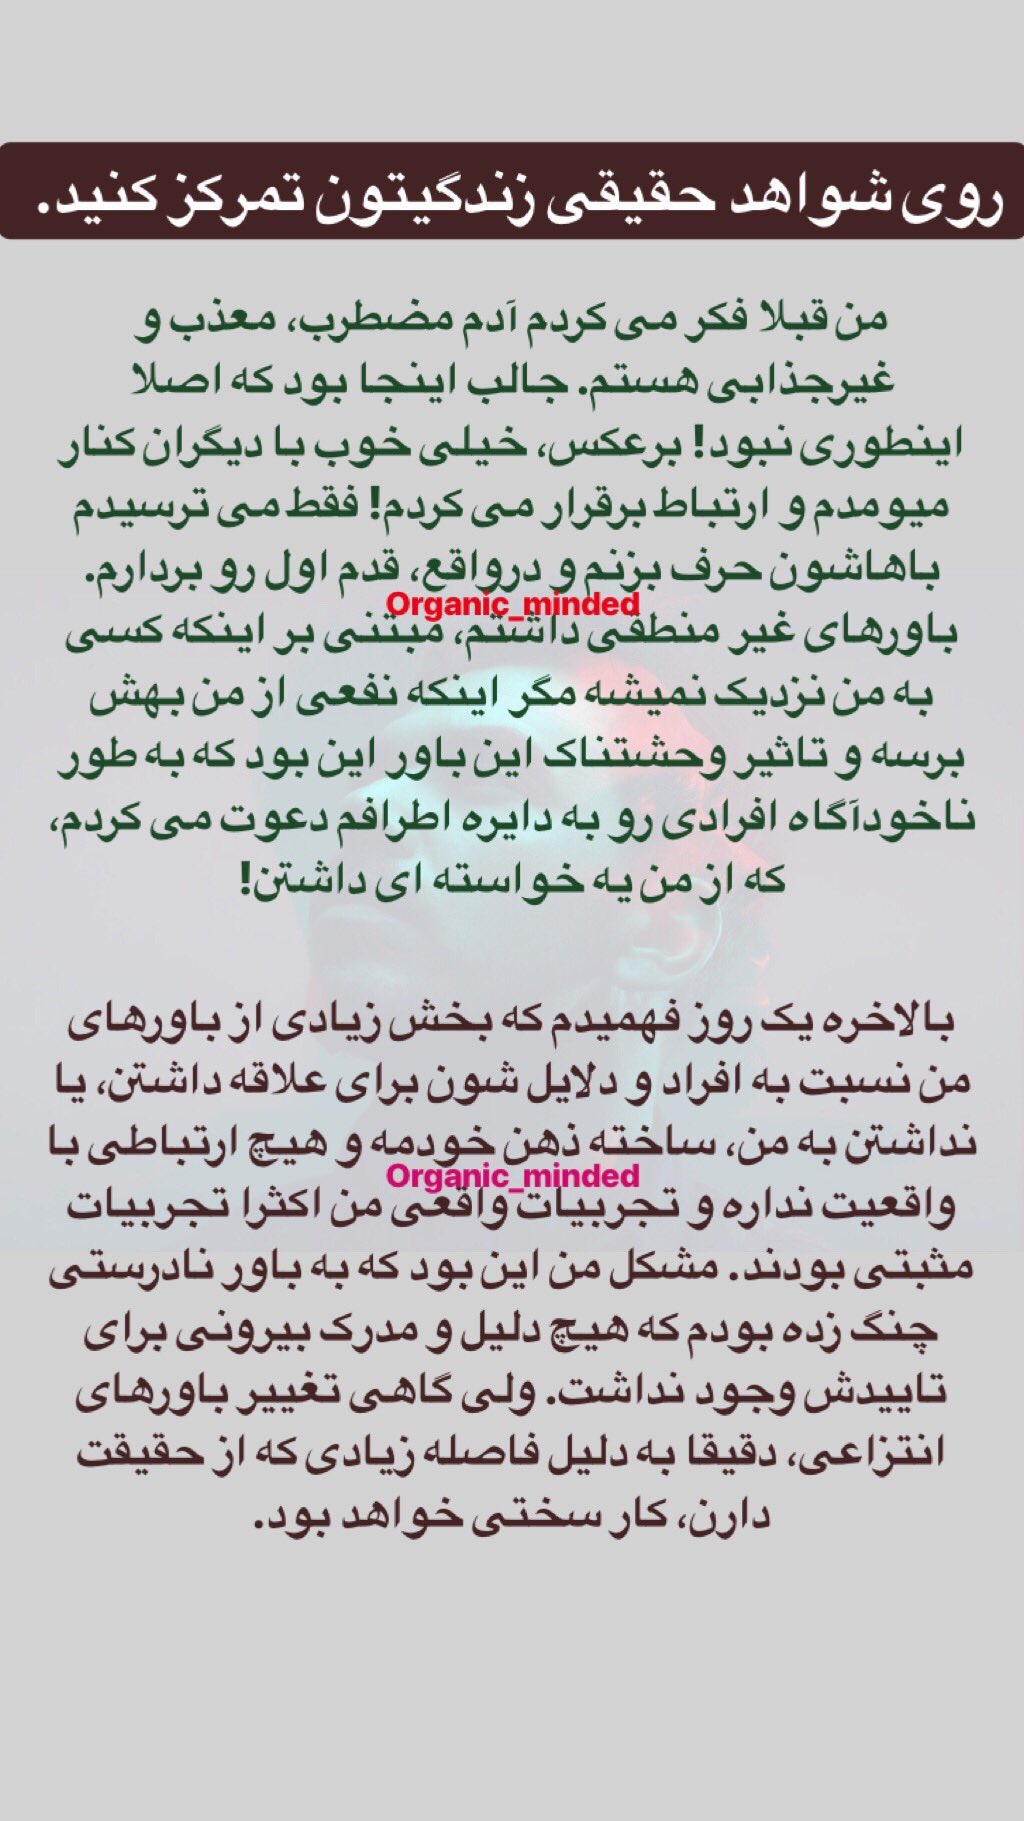 روی شواهد حقیقی زندگیتون تمرکز کنید.
من قبلا فکر می کردم آدم مضطرب، معذب و
غیرجذابی هستم. جالب اینجا بود که اصلا
اینطوری نبود! برعکس، خیلی خوب با دیگران کنار
میومدم و ارتباط برقرار می کردم! فقط می ترسیدم
باهاشون حرف بزنم و درواقع، قدم اول رو بردارم.
Organic_minded
باورهای غیر منطقی داشتم، مبتنی بر اینکه کسی
به من نزدیک نمیشه مگر اینکه نفعی از من بهش
برسه و تاثیر وحشتناک این باور این بود که به طور
ناخودآگاه افرادی رو به دایره اطرافم دعوت می کردم،
که از من یه خواسته ای داشتن!
بالاخره یک روز فهمیدم که بخش زیادی از باورهای
من نسبت به افراد و دلایل شون برای علاقه داشتن، یا
نداشتن به من، ساخته ذهن خودمه و هیچ ارتباطی با
Organic_minded
واقعیت نداره و تجربیات واقعی من اکثرا تجربیات
مثبتی بودند. مشکل من این بود که به باور نادرستی
چنگ زده بودم که هیچ دلیل و مدرک بیرونی برای
تاییدش وجود نداشت. ولی گاهی تغییر باورهای
انتزاعی، دقیقا به دلیل فاصله زیادی که از حقیقت
دارن، کار سختی خواهد بود.